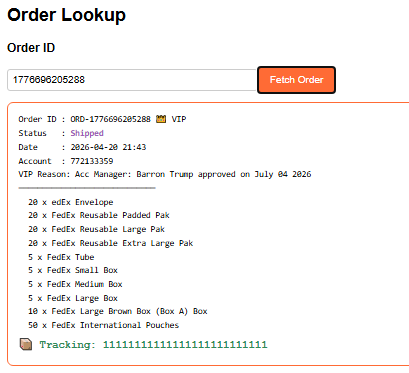 Order Lookup
Order ID
1776696205288
Fetch Order
Order ID : ORD-1776696205288 👑 VIP
Status : Shipped
Date : 2026-04-20 21:43
Account : 772133359
VIP Reason: Acc Manager: Barron Trump approved on July 04 2026
20 x edEx Envelope
20 x FedEx Reusable Padded Pak
20 x FedEx Reusable Large Pak
20 x FedEx Reusable Extra Large Pak
5 x FedEx Tube
5 x FedEx Small Box
5 x FedEx Medium Box
5 x FedEx Large Box
10 x FedEx Large Brown Box (Box A) Box
50 x FedEx International Pouches
📦 Tracking: 1111111111111111111111111